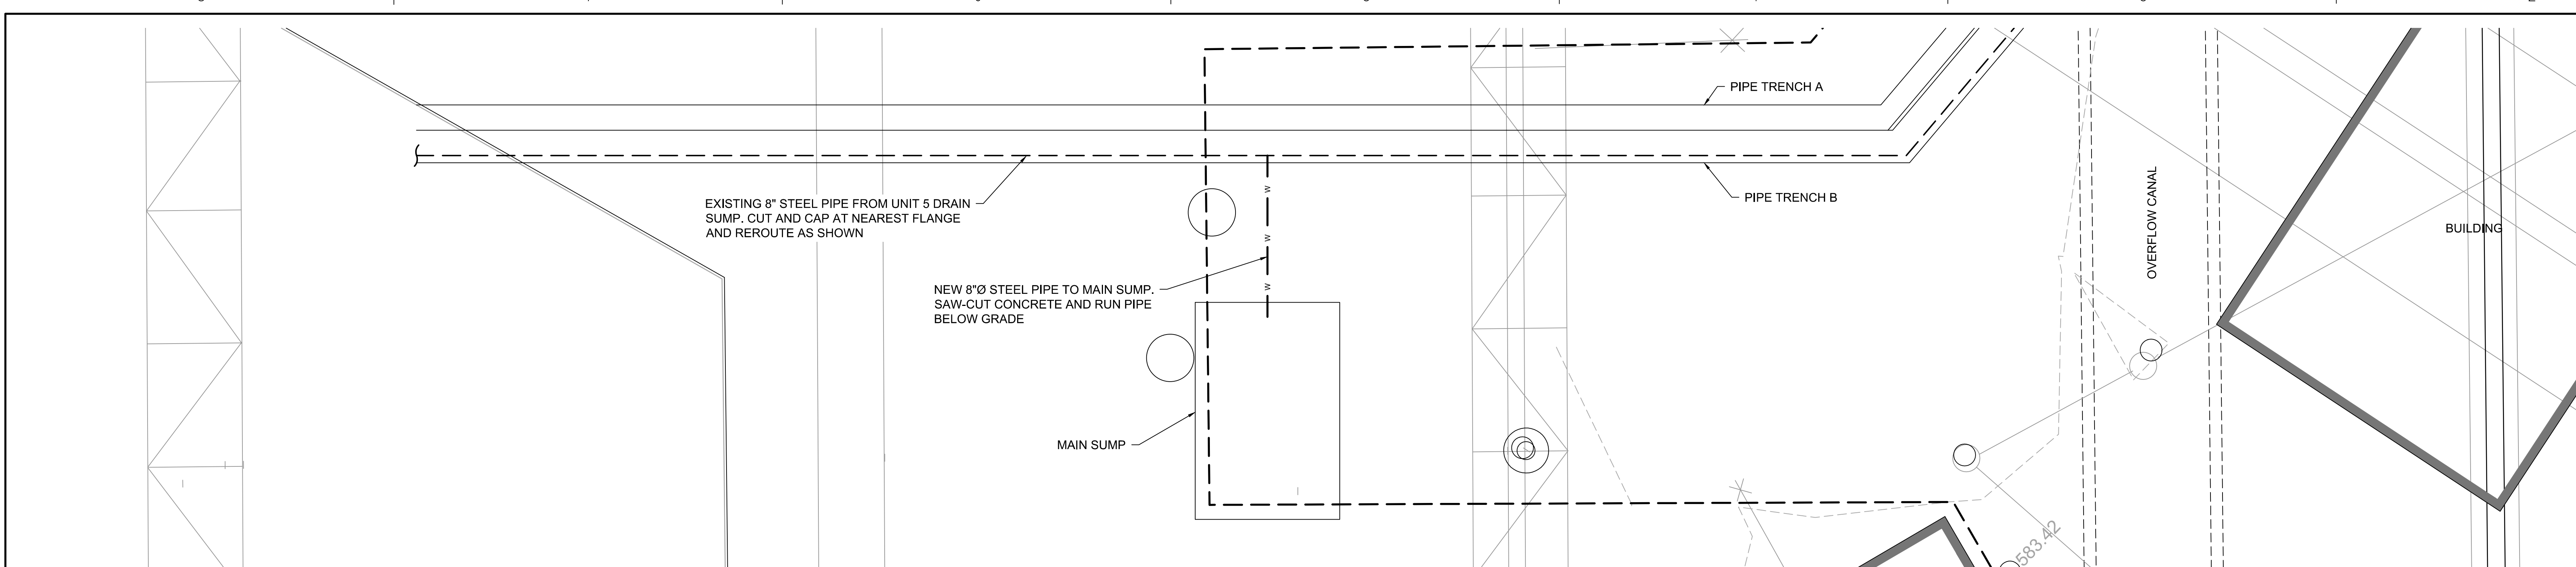 PIPE TRENCH A
EXISTING 8" STEEL PIPE FROM UNIT 5 DRAIN
SUMP. CUT AND CAP AT NEAREST FLANGE
AND REROUTE AS SHOWN
PIPE TRENCH B
OVERFLOW CANAL
BUILDING
W
W
W
NEW 8"Ø STEEL PIPE TO MAIN SUMP.
SAW-CUT CONCRETE AND RUN PIPE
BELOW GRADE
MAIN SUMP
583.42